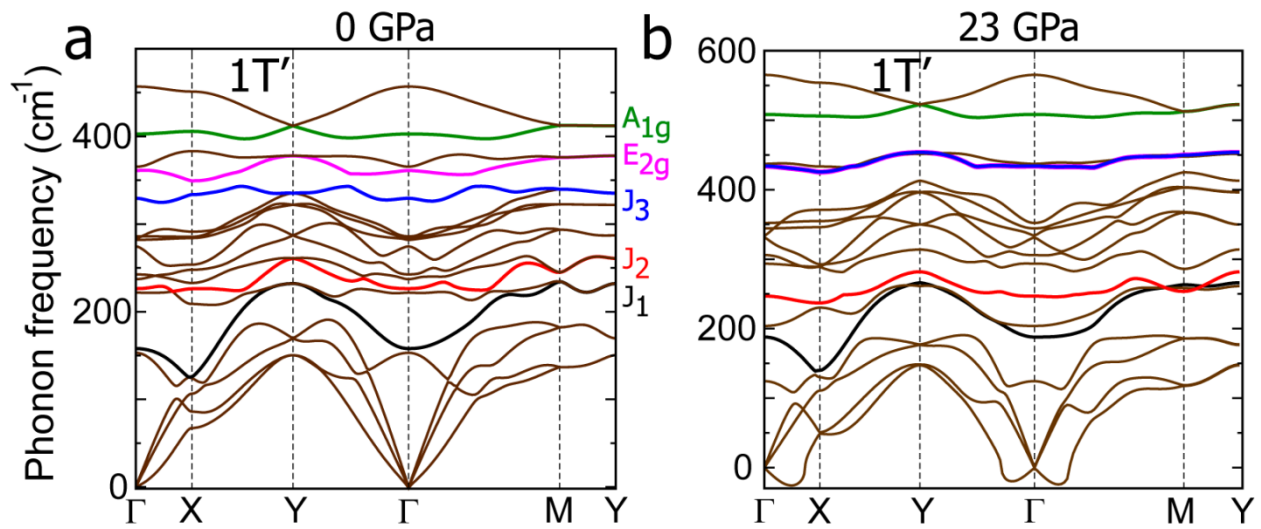 a
0 GPa
1T′
Phonon frequency (cm⁻¹)
400
200
0
Γ X Y Γ M Y
A₁g
E₂g
J₃
J₂
J₁
b
23 GPa
1T′
600
400
200
0
Γ X Y Γ M Y